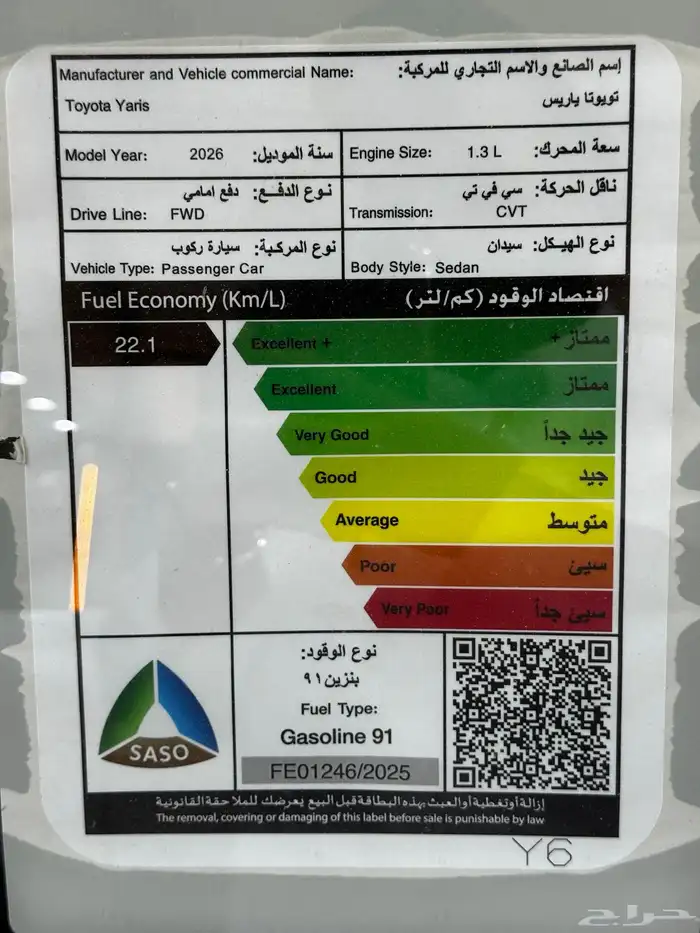 Manufacturer and Vehicle commercial Name: إسم الصانع والاسم التجاري للمركبة:
Toyota Yaris تويوتا ياريس
Model Year: 2026 سنة الموديل:
Engine Size: 1.3 L سعة المحرك:
نوع الدفـع: دفع امامي
Drive Line: FWD
ناقل الحركة: سي في تي
Transmission: CVT
نوع المركـبة: سيارة ركوب
Vehicle Type: Passenger Car
نوع الهيكل: سيدان
Body Style: Sedan
Fuel Economy (Km/L) اقتصاد الوقود (كم/لتر)
22.1
Excellent + ممتاز +
Excellent ممتاز
Very Good جيد جداً
Good جيد
Average متوسط
Poor سيئ
Very Poor سيئ جداً
SASO
نوع الوقود:
بنزين ٩١
Fuel Type:
Gasoline 91
FE01246/2025
إزالة أو تغطية أو العبث بهذه البطاقة قبل البيع يعرضك للملاحقة القانونية
The removal, covering or damaging of this label before sale is punishable by law
Y6
حراج